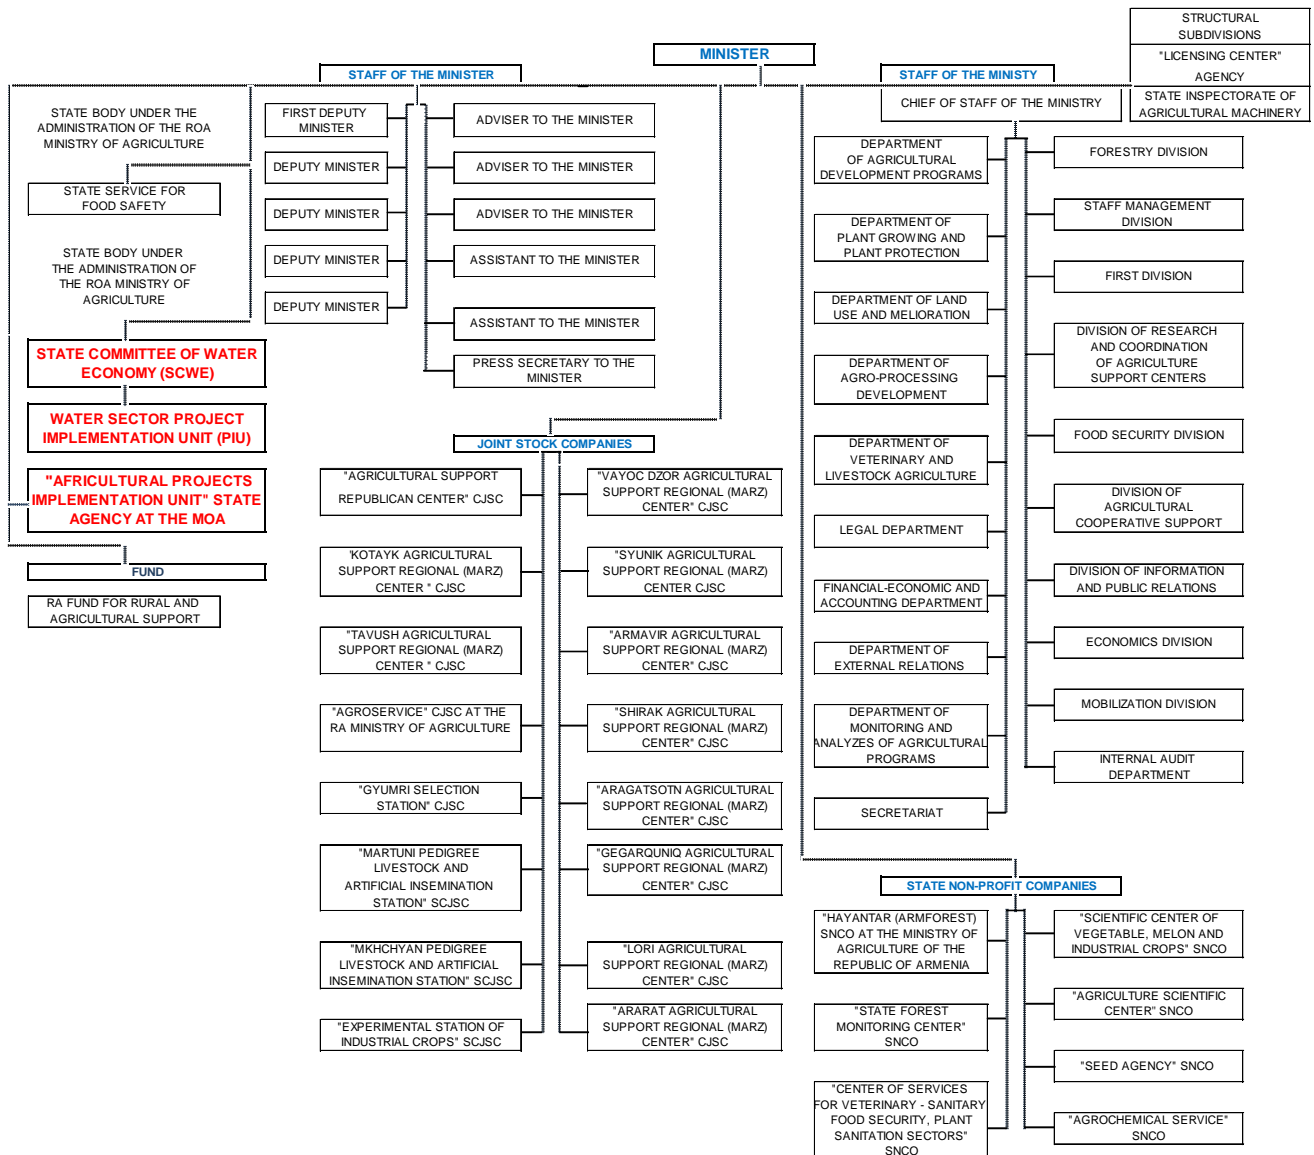 STRUCTURAL
SUBDIVISIONS
"LICENSING CENTER"
AGENCY
STATE INSPECTORATE OF
AGRICULTURAL MACHINERY
MINISTER
STAFF OF THE MINISTER
STAFF OF THE MINISTY
CHIEF OF STAFF OF THE MINISTRY
STATE BODY UNDER THE
ADMINISTRATION OF THE ROA
MINISTRY OF AGRICULTURE
STATE SERVICE FOR
FOOD SAFETY
STATE BODY UNDER
THE ADMINISTRATION OF
THE ROA MINISTRY OF
AGRICULTURE
STATE COMMITTEE OF WATER
ECONOMY (SCWE)
WATER SECTOR PROJECT
IMPLEMENTATION UNIT (PIU)
"AFRICULTURAL PROJECTS
IMPLEMENTATION UNIT" STATE
AGENCY AT THE MOA
FUND
RA FUND FOR RURAL AND
AGRICULTURAL SUPPORT
FIRST DEPUTY
MINISTER
DEPUTY MINISTER
DEPUTY MINISTER
DEPUTY MINISTER
DEPUTY MINISTER
ADVISER TO THE MINISTER
ADVISER TO THE MINISTER
ADVISER TO THE MINISTER
ASSISTANT TO THE MINISTER
ASSISTANT TO THE MINISTER
PRESS SECRETARY TO THE
MINISTER
JOINT STOCK COMPANIES
"AGRICULTURAL SUPPORT
REPUBLICAN CENTER" CJSC
'KOTAYK AGRICULTURAL
SUPPORT REGIONAL (MARZ)
CENTER " CJSC
"TAVUSH AGRICULTURAL
SUPPORT REGIONAL (MARZ)
CENTER " CJSC
"AGROSERVICE" CJSC AT THE
RA MINISTRY OF AGRICULTURE
"GYUMRI SELECTION
STATION" CJSC
"MARTUNI PEDIGREE
LIVESTOCK AND
ARTIFICIAL INSEMINATION
STATION" SCJSC
"MKHCHYAN PEDIGREE
LIVESTOCK AND ARTIFICIAL
INSEMINATION STATION" SCJSC
"EXPERIMENTAL STATION OF
INDUSTRIAL CROPS" SCJSC
"VAYOC DZOR AGRICULTURAL
SUPPORT REGIONAL (MARZ)
CENTER" CJSC
"SYUNIK AGRICULTURAL
SUPPORT REGIONAL (MARZ)
CENTER CJSC
"ARMAVIR AGRICULTURAL
SUPPORT REGIONAL (MARZ)
CENTER" CJSC
"SHIRAK AGRICULTURAL
SUPPORT REGIONAL (MARZ)
CENTER" CJSC
"ARAGATSOTN AGRICULTURAL
SUPPORT REGIONAL (MARZ)
CENTER" CJSC
"GEGARQUNIQ AGRICULTURAL
SUPPORT REGIONAL (MARZ)
CENTER" CJSC
"LORI AGRICULTURAL
SUPPORT REGIONAL (MARZ)
CENTER" CJSC
"ARARAT AGRICULTURAL
SUPPORT REGIONAL (MARZ)
CENTER" CJSC
DEPARTMENT
OF AGRICULTURAL
DEVELOPMENT PROGRAMS
DEPARTMENT OF
PLANT GROWING AND
PLANT PROTECTION
DEPARTMENT OF LAND
USE AND MELIORATION
DEPARTMENT OF
AGRO-PROCESSING
DEVELOPMENT
DEPARTMENT OF
VETERINARY AND
LIVESTOCK AGRICULTURE
LEGAL DEPARTMENT
FINANCIAL-ECONOMIC AND
ACCOUNTING DEPARTMENT
DEPARTMENT OF
EXTERNAL RELATIONS
DEPARTMENT OF
MONITORING AND
ANALYZES OF AGRICULTURAL
PROGRAMS
SECRETARIAT
FORESTRY DIVISION
STAFF MANAGEMENT
DIVISION
FIRST DIVISION
DIVISION OF RESEARCH
AND COORDINATION
OF AGRICULTURE
SUPPORT CENTERS
FOOD SECURITY DIVISION
DIVISION OF
AGRICULTURAL
COOPERATIVE SUPPORT
DIVISION OF INFORMATION
AND PUBLIC RELATIONS
ECONOMICS DIVISION
MOBILIZATION DIVISION
INTERNAL AUDIT
DEPARTMENT
STATE NON-PROFIT COMPANIES
"HAYANTAR (ARMFOREST)
SNCO AT THE MINISTRY OF
AGRICULTURE OF THE
REPUBLIC OF ARMENIA
"STATE FOREST
MONITORING CENTER"
SNCO
"CENTER OF SERVICES
FOR VETERINARY - SANITARY
FOOD SECURITY, PLANT
SANITATION SECTORS"
SNCO
"SCIENTIFIC CENTER OF
VEGETABLE, MELON AND
INDUSTRIAL CROPS" SNCO
"AGRICULTURE SCIENTIFIC
CENTER" SNCO
"SEED AGENCY" SNCO
"AGROCHEMICAL SERVICE"
SNCO